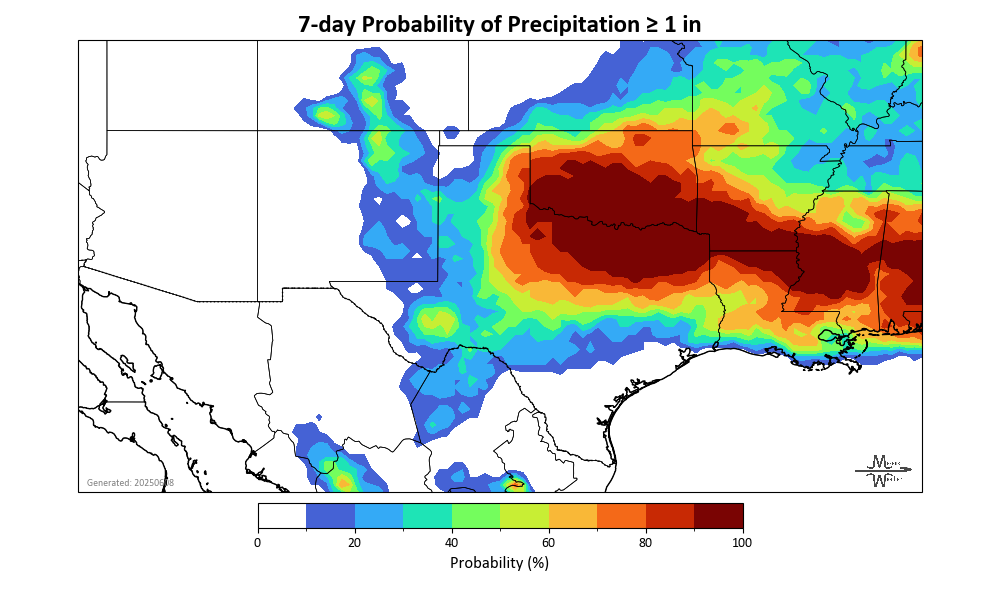 7-day Probability of Precipitation ≥ 1 in
Generated: 20250608
0 20 40 60 80 100
Probability (%)